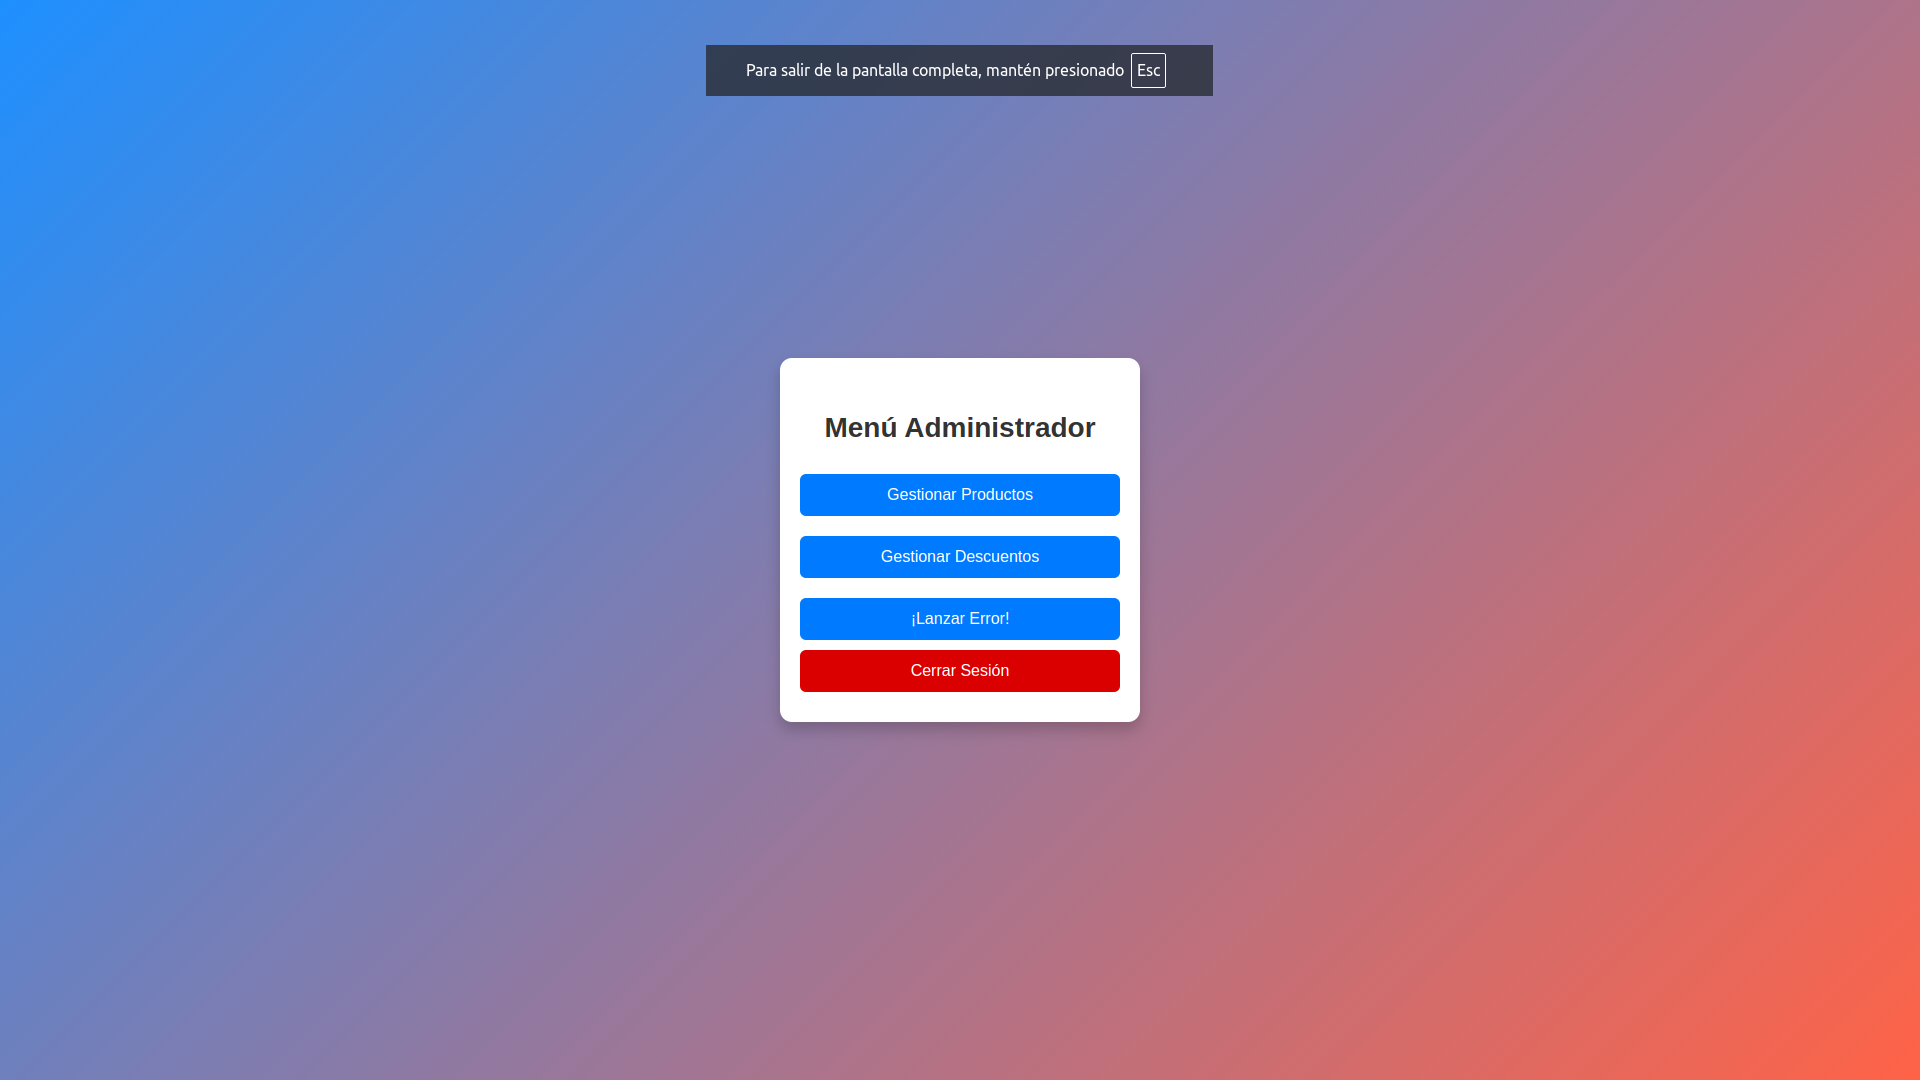 Para salir de la pantalla completa, mantén presionado Esc
Menú Administrador
Gestionar Productos
Gestionar Descuentos
¡Lanzar Error!
Cerrar Sesión